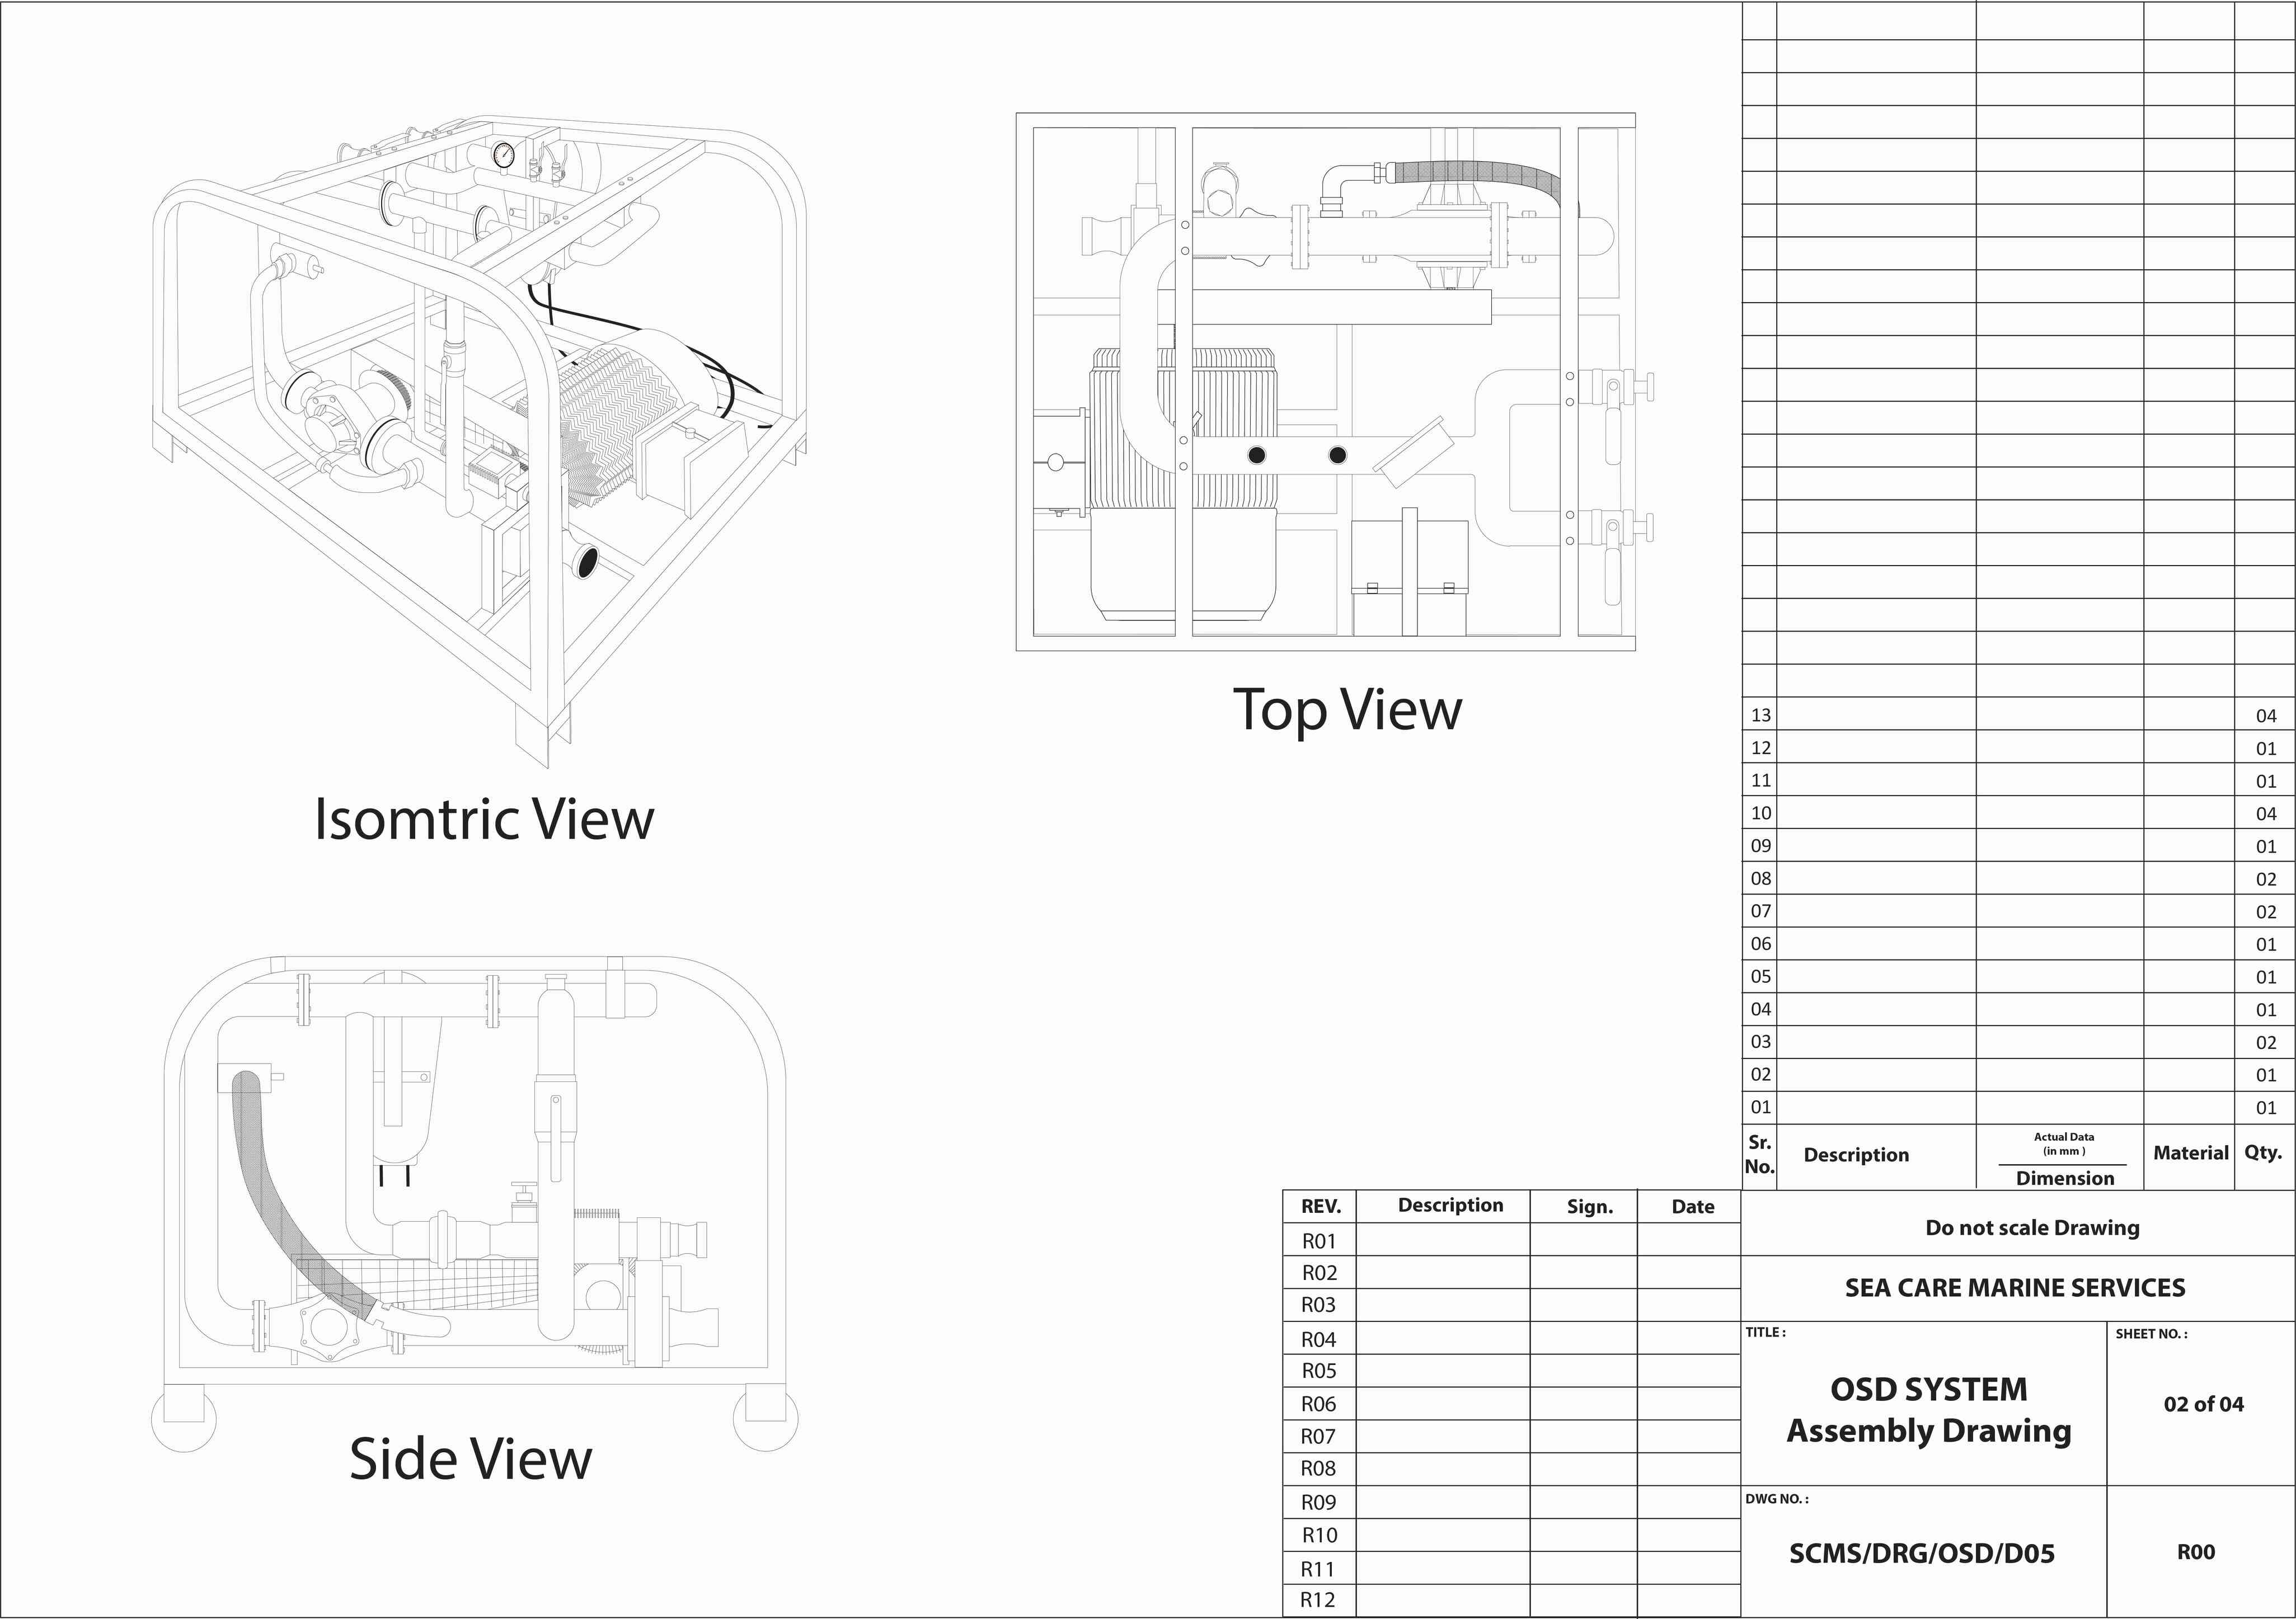 Isomtric View
Top View
Side View
13 04
12 01
11 01
10 04
09 01
08 02
07 02
06 01
05 01
04 01
03 02
02 01
01 01
Sr.
No.
Description
Actual Data
(in mm )
Dimension
Material
Qty.
REV. Description Sign. Date
R01
R02
R03
R04
R05
R06
R07
R08
R09
R10
R11
R12
Do not scale Drawing
SEA CARE MARINE SERVICES
TITLE :
OSD SYSTEM
Assembly Drawing
SHEET NO. :
02 of 04
DWG NO. :
SCMS/DRG/OSD/D05
R00